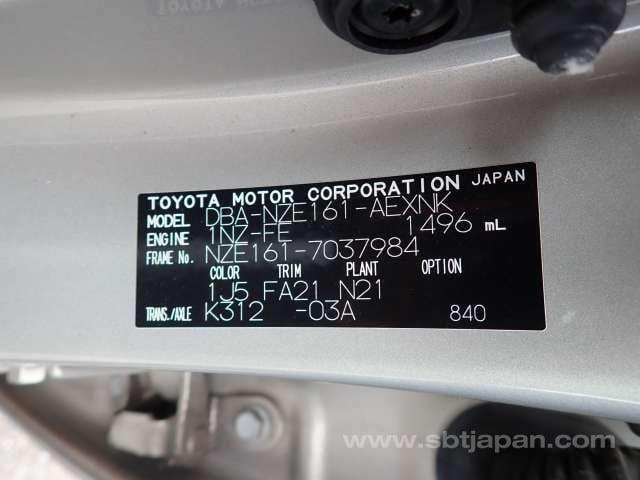 TOYOTA MOTOR CORPORATION JAPAN
MODEL DBA-NZE161-AEXNK
ENGINE 1NZ-FE 1496 mL
FRAME No. NZE161-7037984
COLOR TRIM PLANT OPTION
1J5 FA21 N21
TRANS./AXLE K312 -03A 840
www.sbtjapan.com